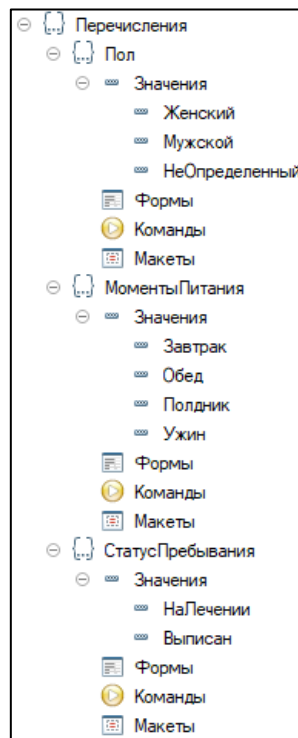 Перечисления
Пол
Значения
Женский
Мужской
НеОпределенный
Формы
Команды
Макеты
МоментыПитания
Значения
Завтрак
Обед
Полдник
Ужин
Формы
Команды
Макеты
СтатусПребывания
Значения
НаЛечении
Выписан
Формы
Команды
Макеты